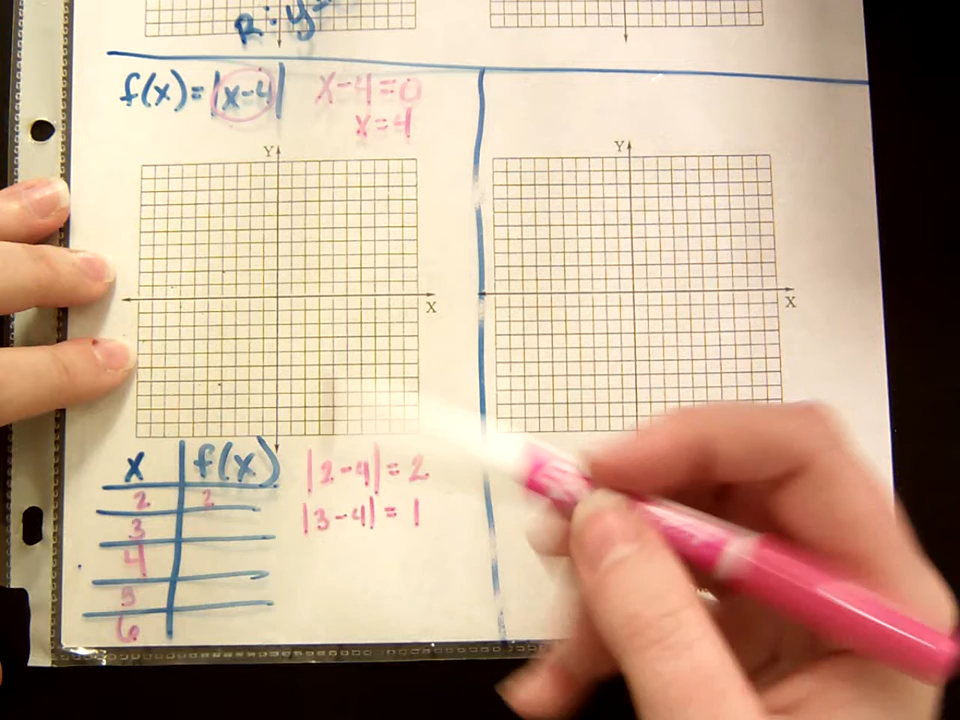 R: y=
f(x)=|x-4| x-4=0
x=4
Y Y
X X
x f(x) |2-4|=2
2 2 |3-4|=1
3
4
5
6